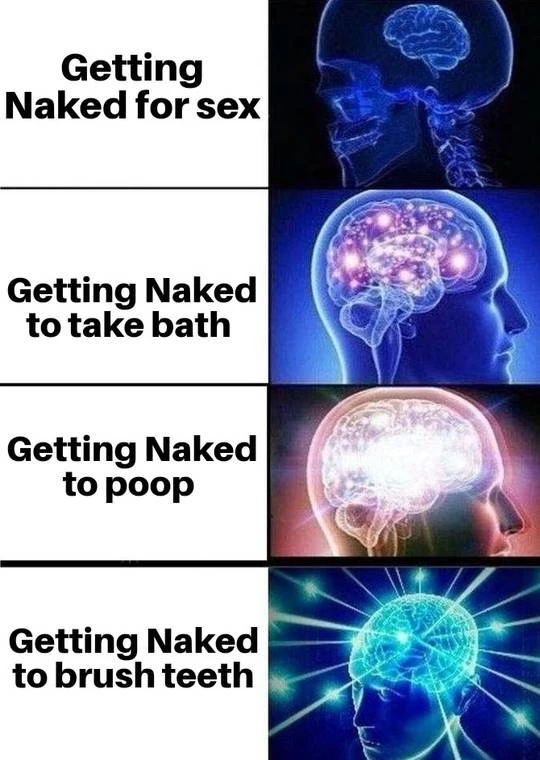 Getting
Naked for sex
Getting Naked
to take bath
Getting Naked
to poop
Getting Naked
to brush teeth